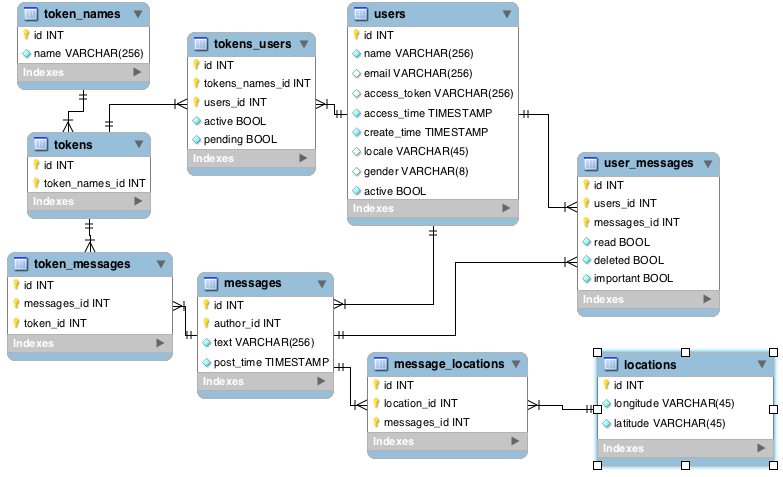 token_names
id INT
name VARCHAR(256)
Indexes
tokens_users
id INT
tokens_names_id INT
users_id INT
active BOOL
pending BOOL
Indexes
users
id INT
name VARCHAR(256)
email VARCHAR(256)
access_token VARCHAR(256)
access_time TIMESTAMP
create_time TIMESTAMP
locale VARCHAR(45)
gender VARCHAR(8)
active BOOL
Indexes
tokens
id INT
token_names_id INT
Indexes
user_messages
id INT
users_id INT
messages_id INT
read BOOL
deleted BOOL
important BOOL
Indexes
token_messages
id INT
messages_id INT
token_id INT
Indexes
messages
id INT
author_id INT
text VARCHAR(256)
post_time TIMESTAMP
Indexes
message_locations
id INT
location_id INT
messages_id INT
Indexes
locations
id INT
longitude VARCHAR(45)
latitude VARCHAR(45)
Indexes